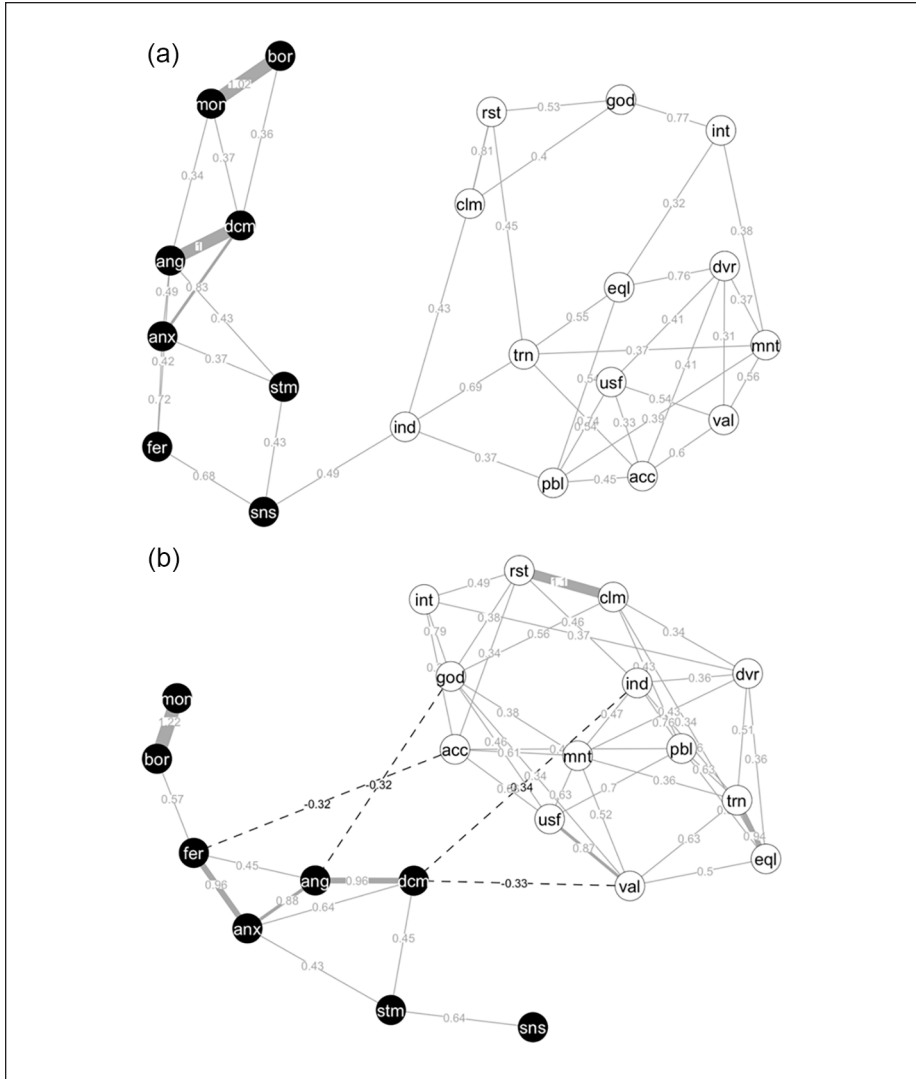 (a)
bor
1.02
mon
0.36
0.37
0.34
dcm
1
ang
0.83
0.49
0.43
anx
0.42
0.37
0.72
stm
fer
0.43
0.68
sns
0.49
rst
0.53
god
0.77
int
0.81
0.4
clm
0.45
0.32
0.38
dvr
0.76
eql
0.37
0.43
0.55
0.41
0.31
trn
0.37
mnt
0.41
usf
0.56
0.69
0.54
0.39
val
ind
0.74
0.33
0.6
0.37
pbl
0.45
acc
(b)
rst
0.49
1.1
int
clm
0.38
0.46
0.79
0.56
0.37
0.34
0.34
god
0.43
ind
0.36
dvr
0.38
0.47
0.76
0.43
0.34
0.51
mon
1.22
bor
0.46
acc
0.61
mnt
pbl
0.63
0.36
0.34
0.36
-0.32
-0.32
-0.34
0.63
0.7
trn
0.57
usf
0.52
0.94
0.87
0.63
eql
fer
0.45
0.5
0.96
ang
0.96
dcm
-0.33
val
0.88
0.64
anx
0.45
0.43
stm
0.64
sns